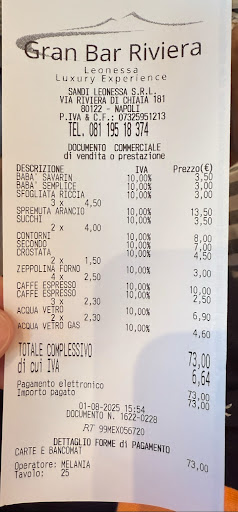 Gran Bar Riviera
Leonessa
Luxury Experience
SANDI LEONESSA S.R.L.
VIA RIVIERA DI CHIAIA 181
80122 - NAPOLI
P.IVA & C.F.: 07325951213
TEL. 081 195 18 374
DOCUMENTO COMMERCIALE
di vendita o prestazione
DESCRIZIONE IVA Prezzo(€)
BABA' SAVARIN 10,00% 3,50
BABA' SEMPLICE 10,00% 3,00
SFOGLIATA RICCIA 10,00% 3,00
3 x 4,50
SPREMUTA ARANCIO 10,00% 13,50
SUCCHI 10,00% 3,50
2 x 4,00
CONTORNI 10,00% 8,00
SECONDO 10,00% 7,00
CROSTATA 10,00% 4,50
2 x 1,50
ZEPPOLINA FORNO 10,00% 3,00
4 x 2,50
CAFFE ESPRESSO 10,00% 10,00
CAFFE ESPRESSO 10,00% 2,50
3 x 2,30
ACQUA VETRO 10,00% 6,90
2 x 2,30
ACQUA VETRO GAS 10,00% 4,60
TOTALE COMPLESSIVO 73,00
di cui IVA 6,64
Pagamento elettronico 73,00
Importo pagato 73,00
01-08-2025 15:54
DOCUMENTO N. 1622-0228
RT 99MEX056720
DETTAGLIO FORME di PAGAMENTO
CARTE E BANCOMAT 73,00
Operatore: MELANIA
Tavolo: 25